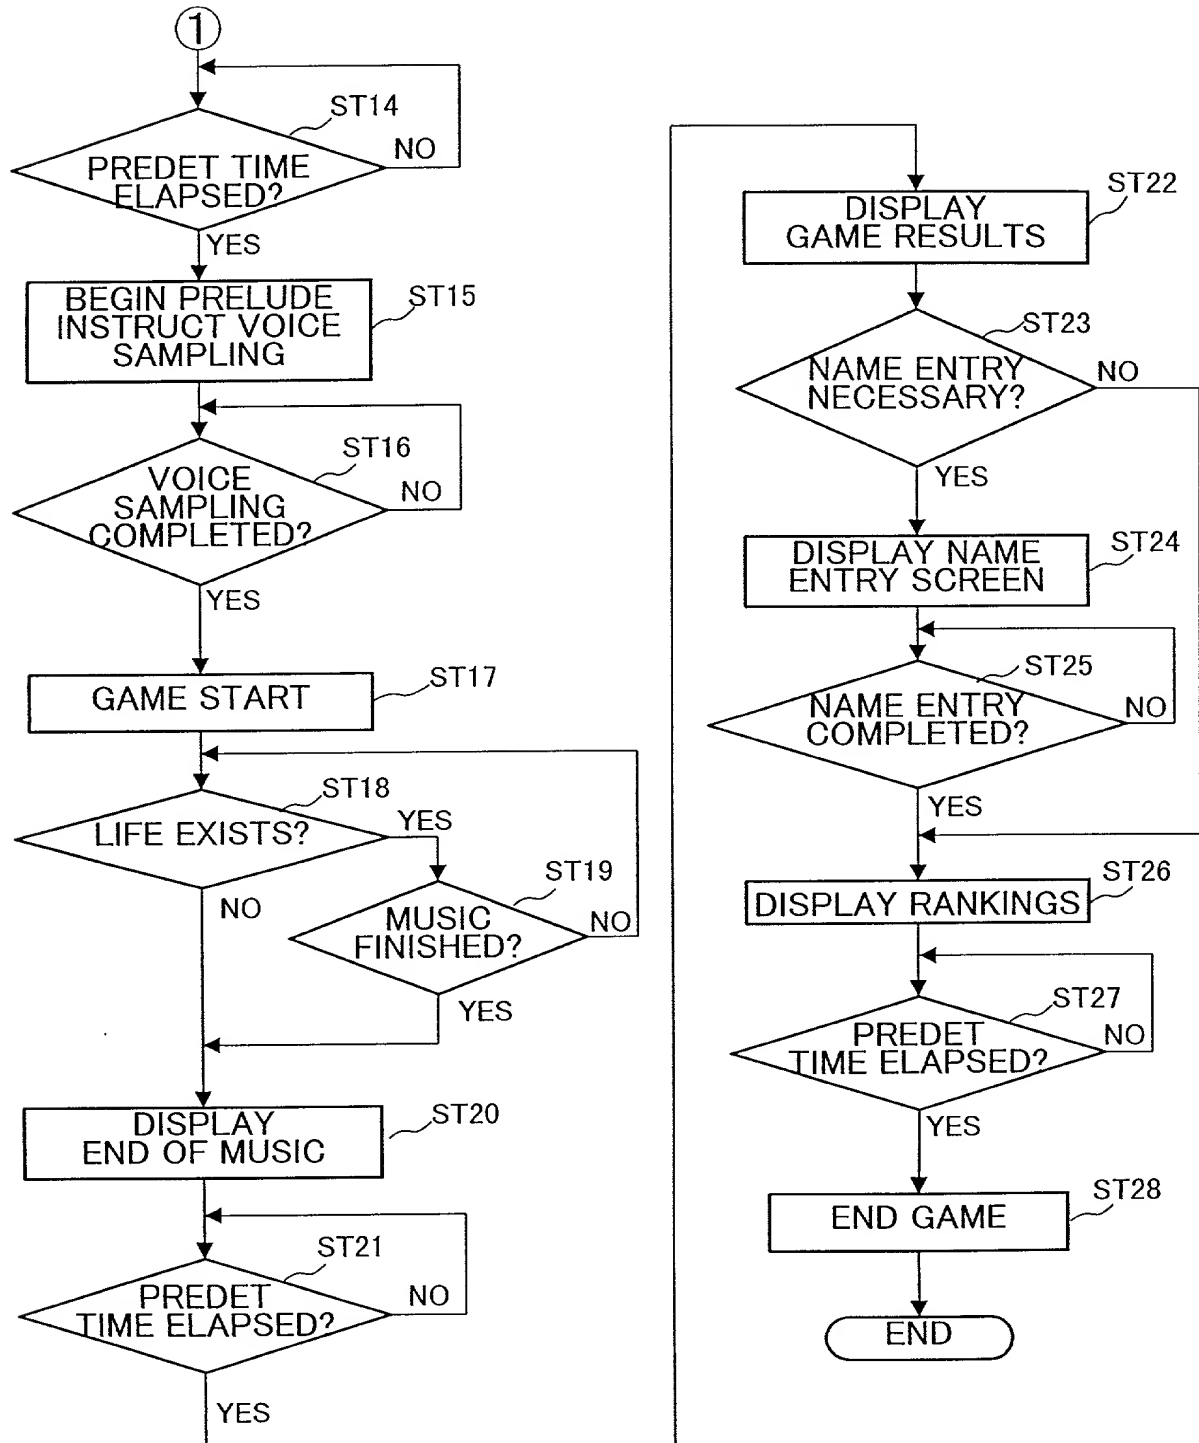 1
ST14
PREDET TIME
ELAPSED?
NO
YES
BEGIN PRELUDE
INSTRUCT VOICE
SAMPLING
ST15
ST16
VOICE
SAMPLING
COMPLETED?
NO
YES
GAME START
ST17
ST18
LIFE EXISTS?
YES
NO
ST19
MUSIC
FINISHED?
NO
YES
DISPLAY
END OF MUSIC
ST20
ST21
PREDET
TIME ELAPSED?
NO
YES
DISPLAY
GAME RESULTS
ST22
ST23
NAME ENTRY
NECESSARY?
NO
YES
DISPLAY NAME
ENTRY SCREEN
ST24
ST25
NAME ENTRY
COMPLETED?
NO
YES
DISPLAY RANKINGS
ST26
ST27
PREDET
TIME ELAPSED?
NO
YES
END GAME
ST28
END